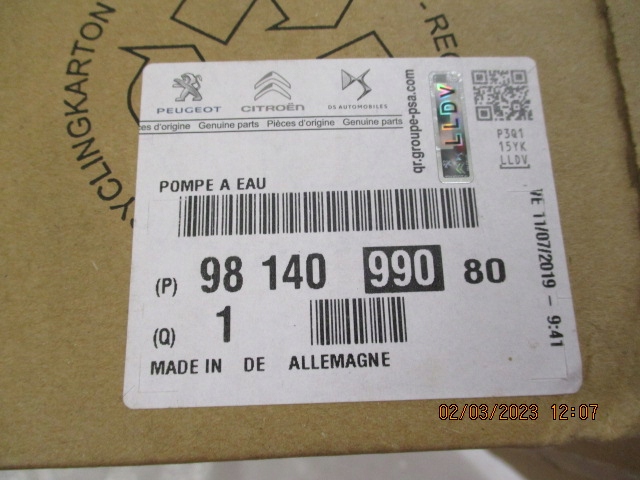 CYCLINGKARTON
- REC
PEUGEOT CITROËN DS AUTOMOBILES
ces d'origine Genuine parts Pièces d'origine Genuine parts
qr.groupe-psa.com
LLDV
P3Q1
15YK
LLDV
POMPE A EAU
(P) 98 140 990 80
(Q) 1
MADE IN DE ALLEMAGNE
VE 11/07/2019 - 9:41
02/03/2023 12:07